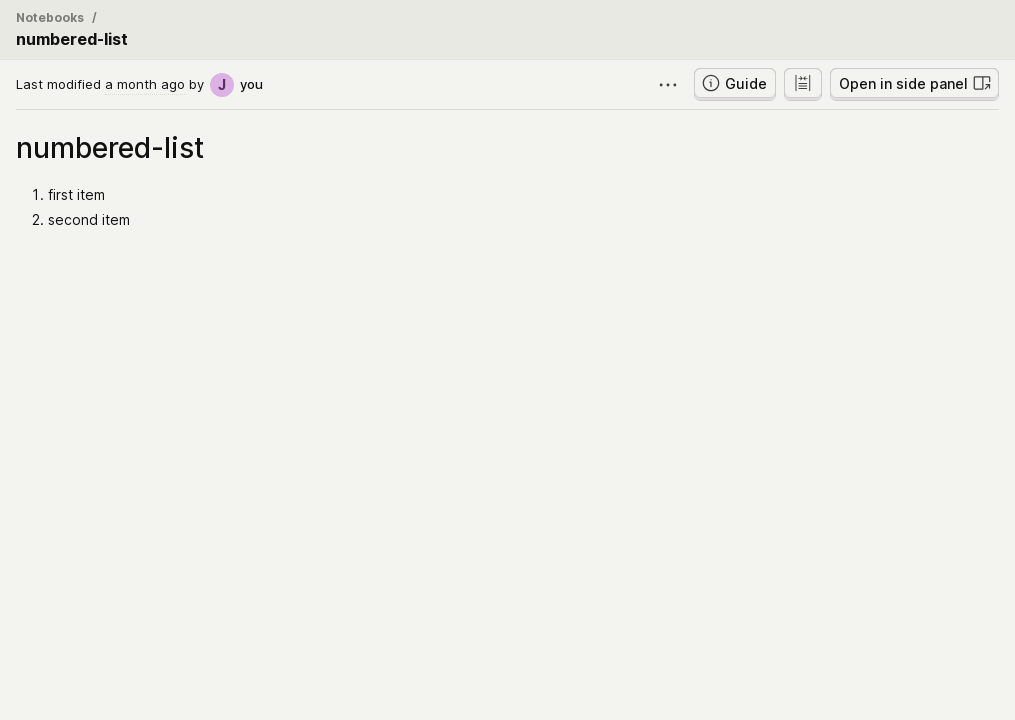 Notebooks /
numbered-list
Last modified a month ago by J you
Guide
Open in side panel
numbered-list
1. first item
2. second item